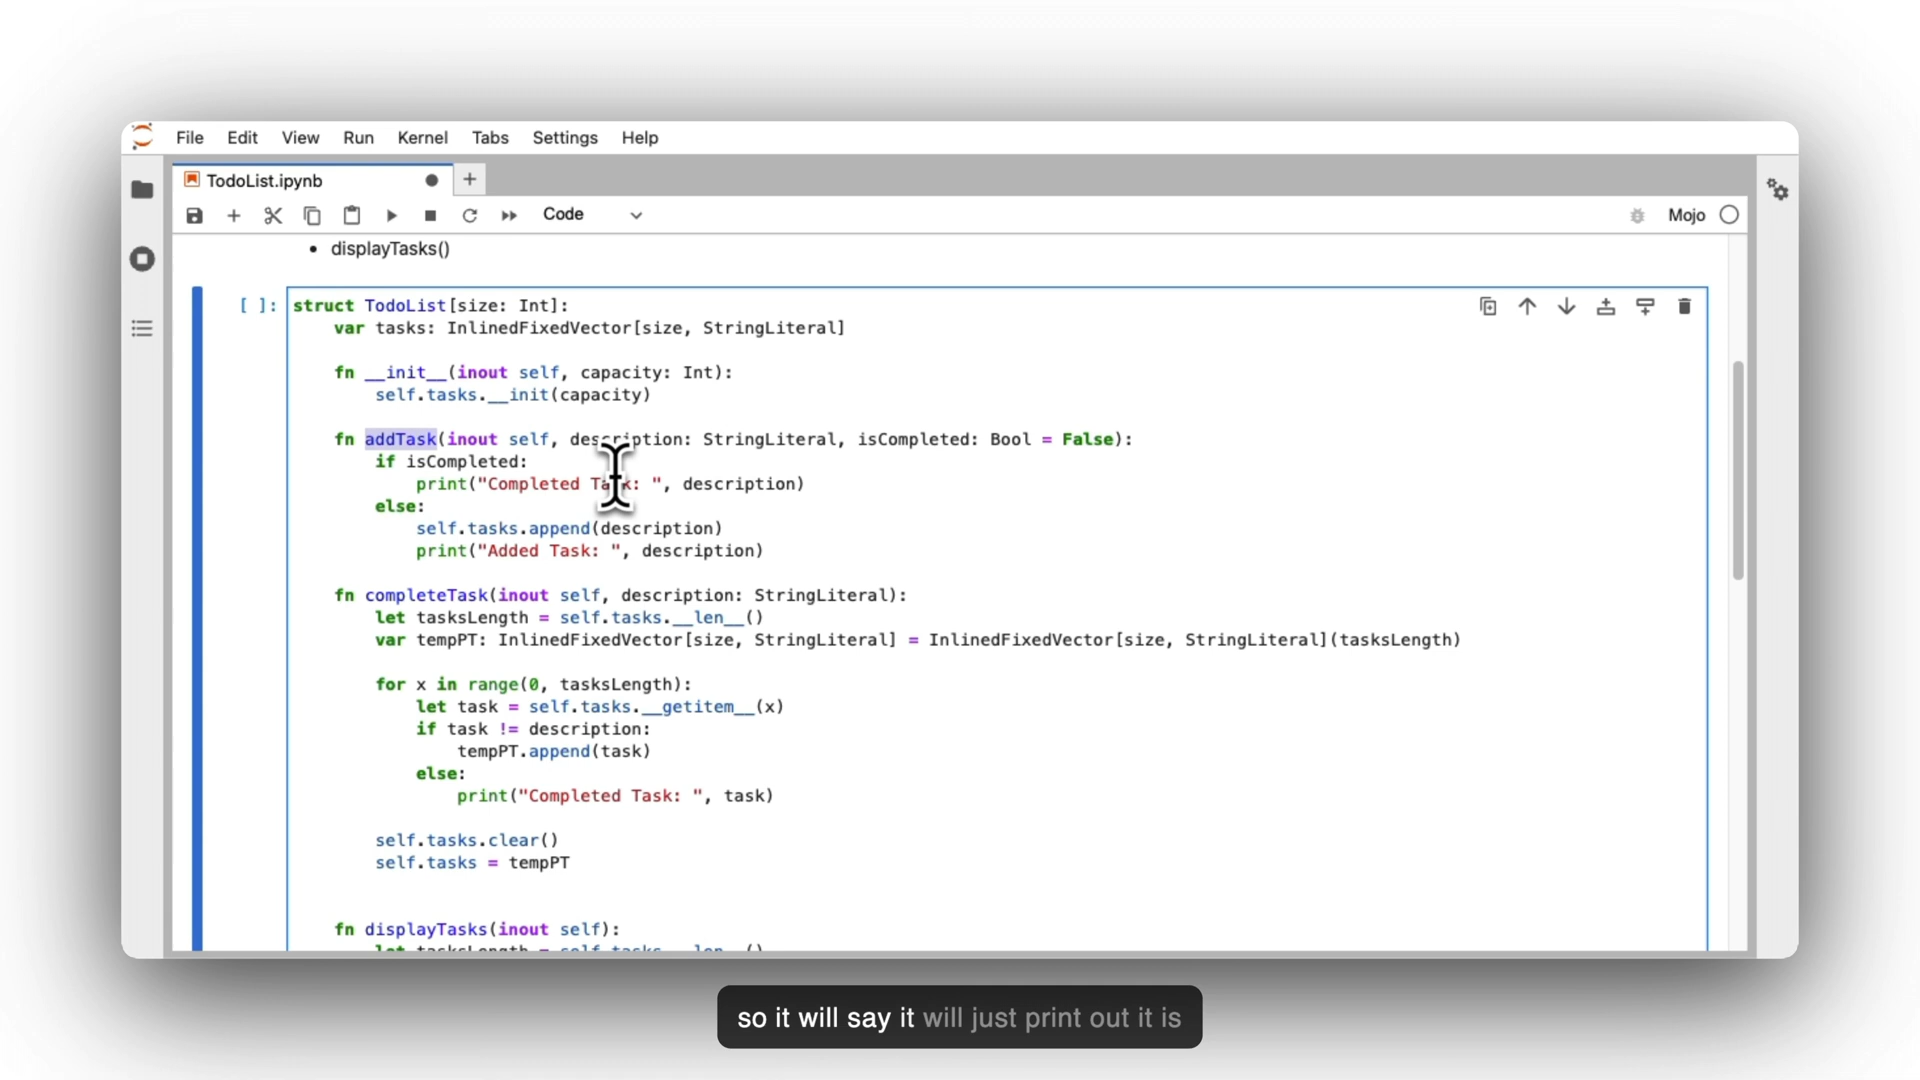 File Edit View Run Kernel Tabs Settings Help
TodoList.ipynb
Code
Mojo
• displayTasks()
[ ]:
struct TodoList[size: Int]:
    var tasks: InlinedFixedVector[size, StringLiteral]
    fn __init__(inout self, capacity: Int):
        self.tasks.__init(capacity)
    fn addTask(inout self, description: StringLiteral, isCompleted: Bool = False):
        if isCompleted:
            print("Completed Task: ", description)
        else:
            self.tasks.append(description)
            print("Added Task: ", description)
    fn completeTask(inout self, description: StringLiteral):
        let tasksLength = self.tasks.__len__()
        var tempPT: InlinedFixedVector[size, StringLiteral] = InlinedFixedVector[size, StringLiteral](tasksLength)
        for x in range(0, tasksLength):
            let task = self.tasks.__getitem__(x)
            if task != description:
                tempPT.append(task)
            else:
                print("Completed Task: ", task)
        self.tasks.clear()
        self.tasks = tempPT
    fn displayTasks(inout self):
        let tasksLength = self.tasks.__len__()
so it will say it will just print out it is